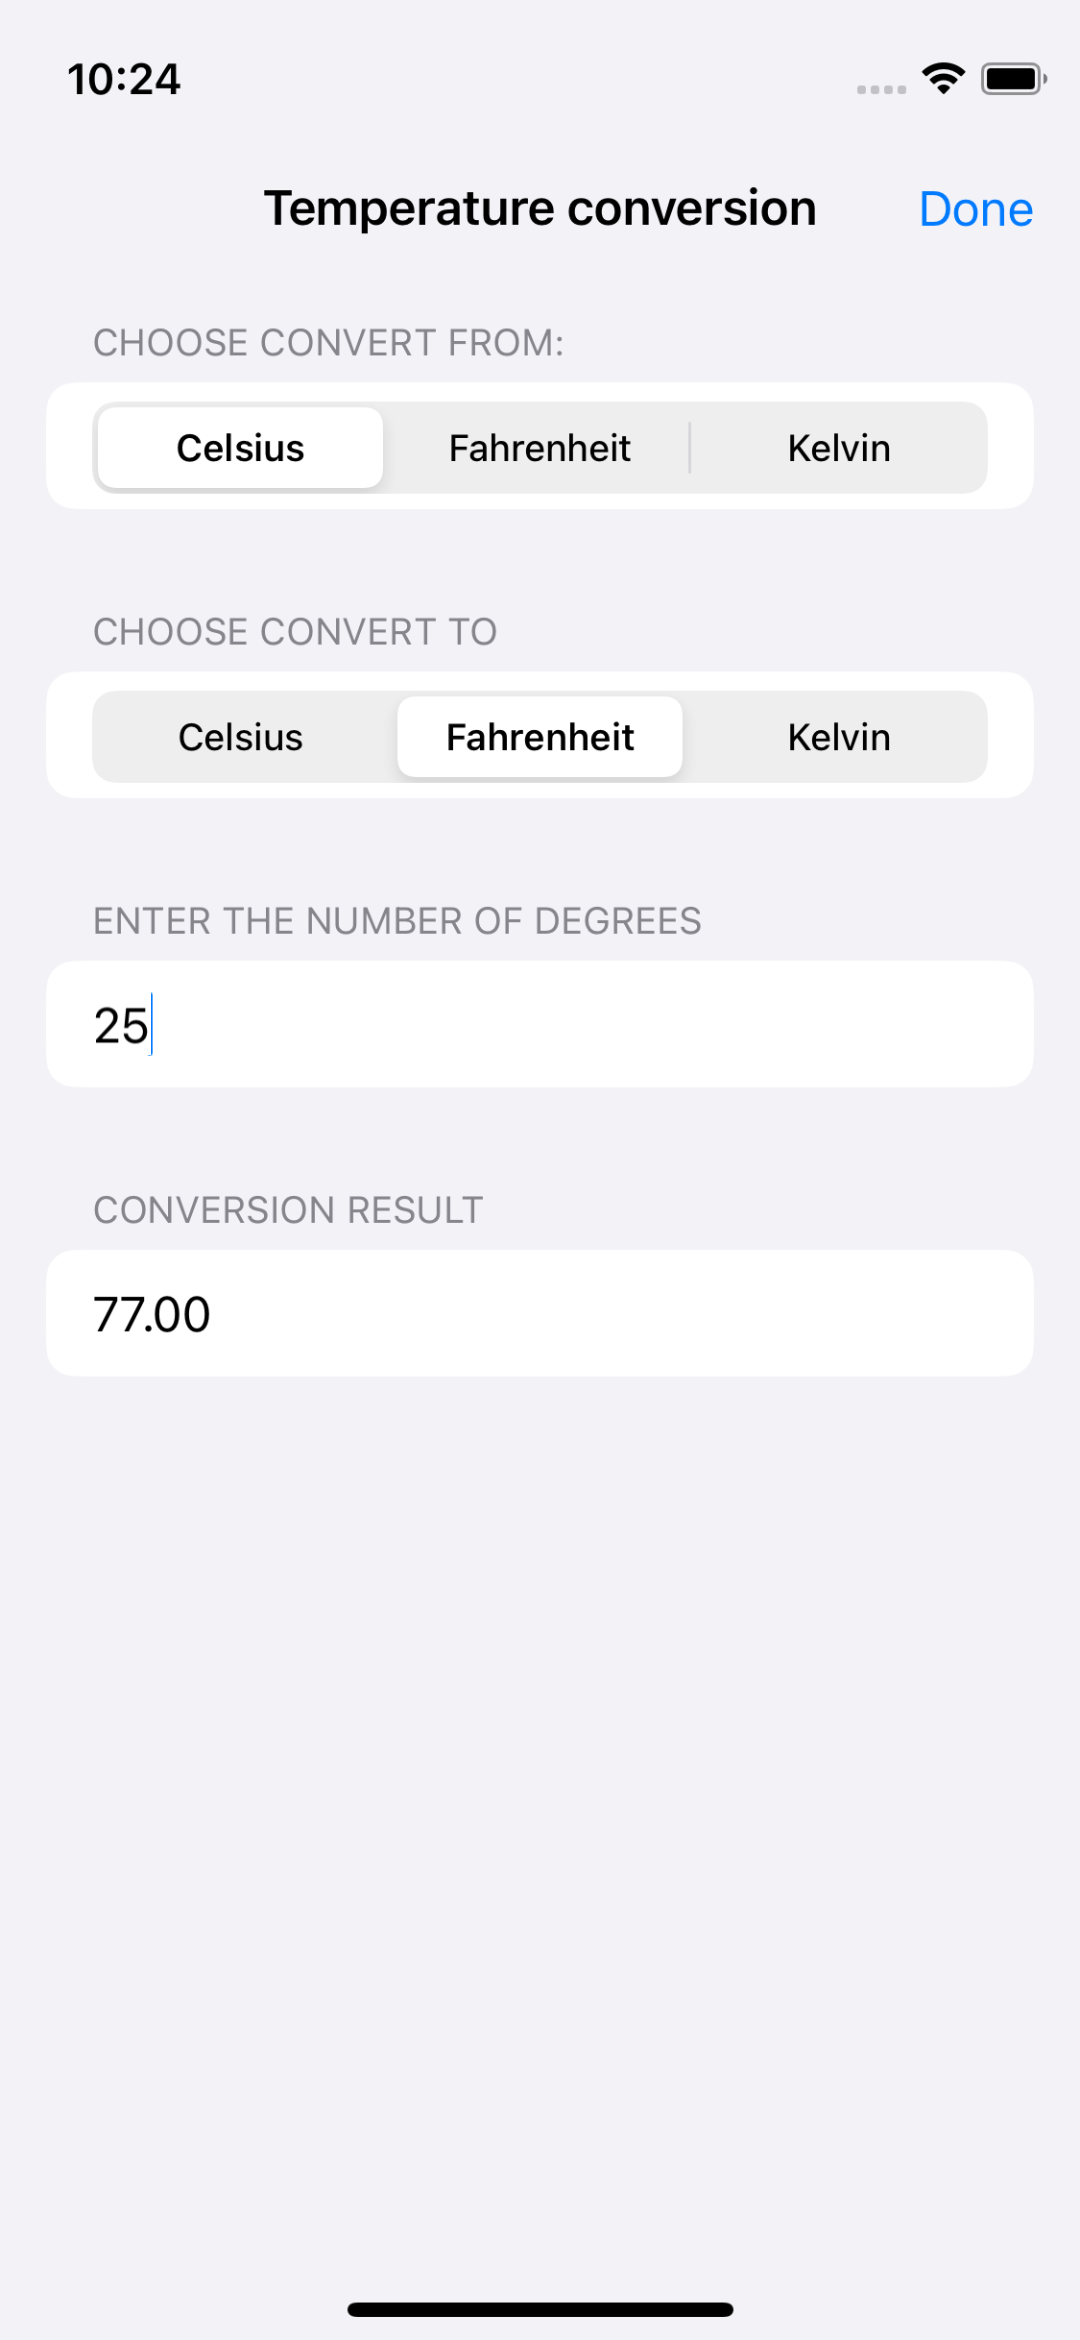 10:24
Temperature conversion Done
CHOOSE CONVERT FROM:
Celsius Fahrenheit Kelvin
CHOOSE CONVERT TO
Celsius Fahrenheit Kelvin
ENTER THE NUMBER OF DEGREES
25
CONVERSION RESULT
77.00